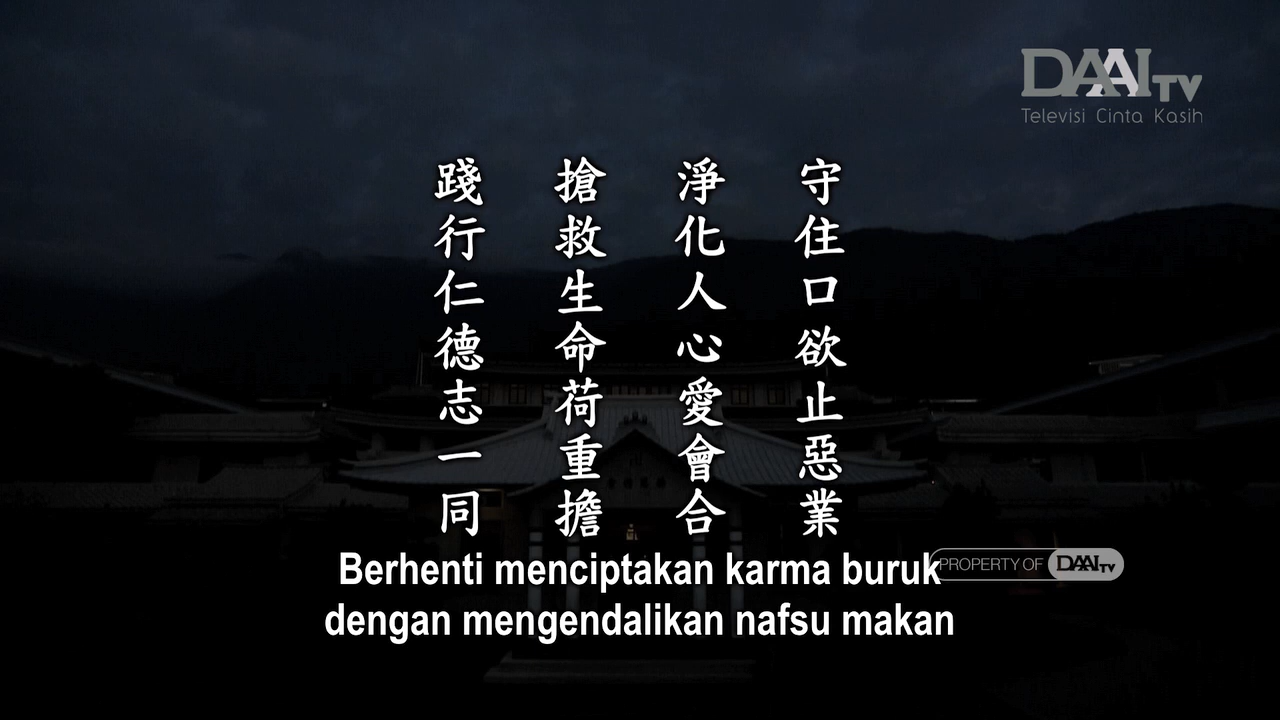 DAAI TV
Televisi Cinta Kasih
守住口欲止惡業
淨化人心愛會合
搶救生命荷重擔
踐行仁德志一同
Berhenti menciptakan karma buruk
dengan mengendalikan nafsu makan
PROPERTY OF DAAI TV